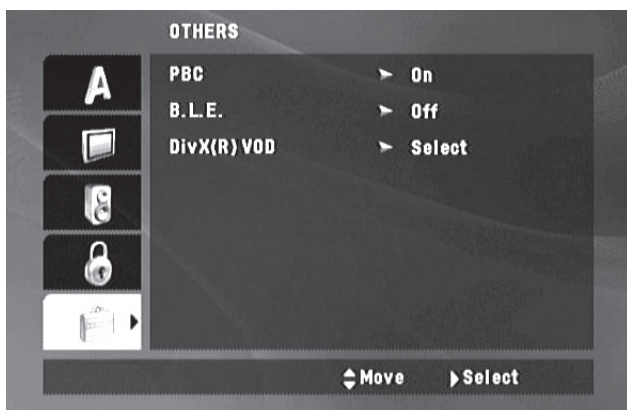 OTHERS
A
PBC On
B.L.E. Off
DivX(R) VOD Select
Move Select